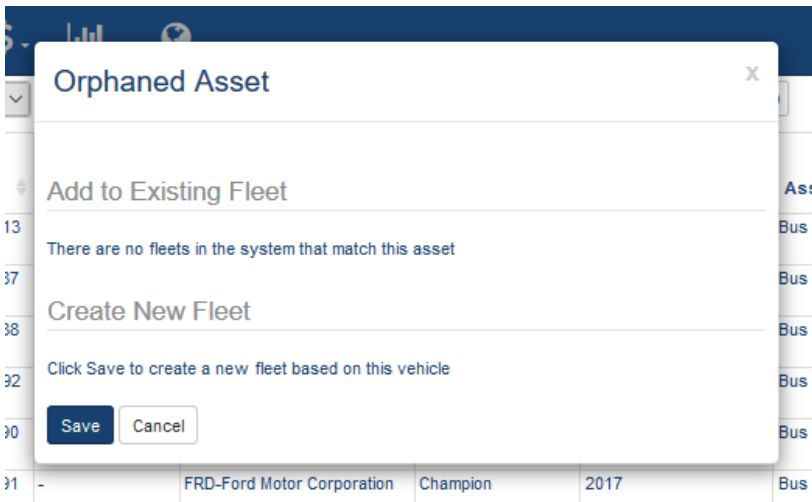 Orphaned Asset
x
Add to Existing Fleet
13
Bus
There are no fleets in the system that match this asset
37
Bus
Create New Fleet
38
Bus
Click Save to create a new fleet based on this vehicle
92
Bus
Save Cancel
90
Bus
91 - FRD-Ford Motor Corporation Champion 2017 Bus